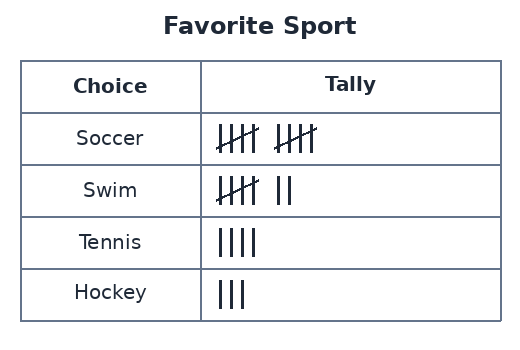 Favorite Sport
Choice Tally
Soccer
Swim
Tennis
Hockey